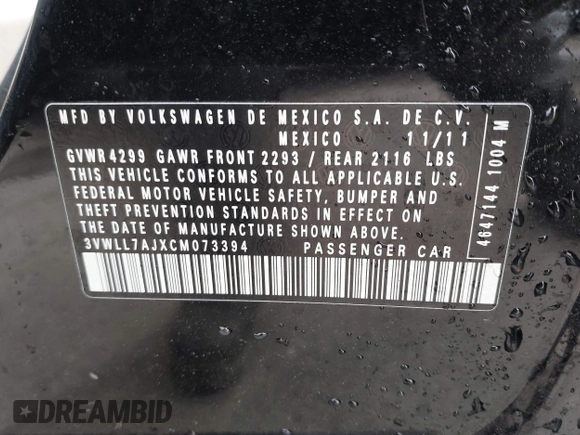 MFD BY VOLKSWAGEN DE MEXICO S.A. DE C.V.
MEXICO 11/11
GVWR 4299 GAWR FRONT 2293 / REAR 2116 LBS
THIS VEHICLE CONFORMS TO ALL APPLICABLE U.S.
FEDERAL MOTOR VEHICLE SAFETY, BUMPER AND
THEFT PREVENTION STANDARDS IN EFFECT ON
THE DATE OF MANUFACTURE SHOWN ABOVE.
3VWLL7AJXCM073394 PASSENGER CAR
4647144 1004 M
DREAMBID